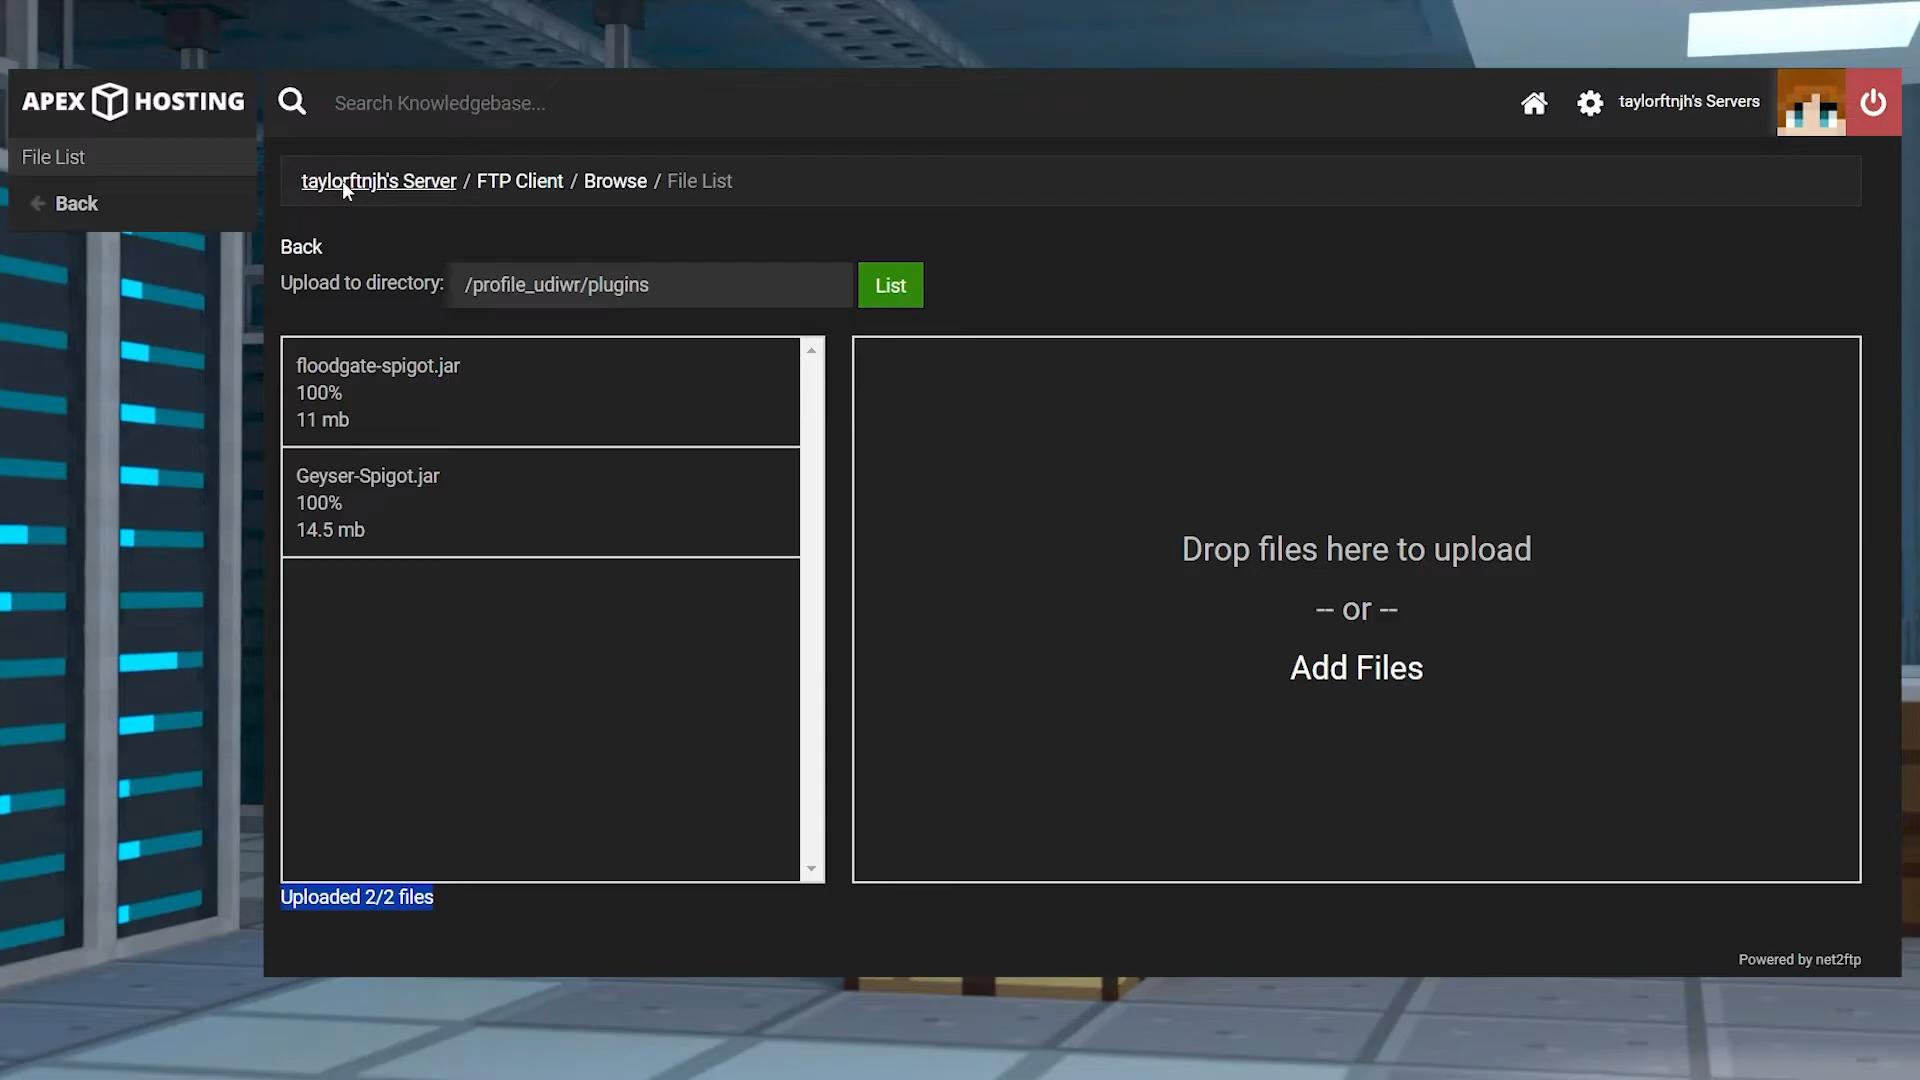 APEX HOSTING
Search Knowledgebase...
taylorftnjh's Servers
File List
Back
taylorftnjh's Server / FTP Client / Browse / File List
Back
Upload to directory: /profile_udiwr/plugins List
floodgate-spigot.jar
100%
11 mb
Geyser-Spigot.jar
100%
14.5 mb
Drop files here to upload
-- or --
Add Files
Uploaded 2/2 files
Powered by net2ftp